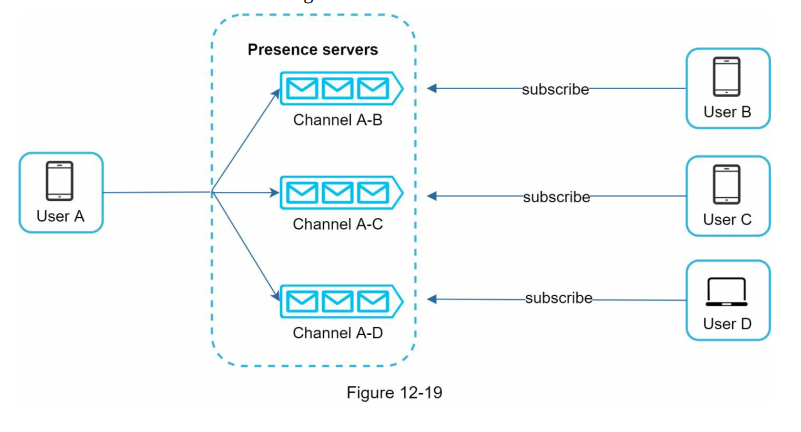 Presence servers
Channel A-B
subscribe
User B
User A
Channel A-C
subscribe
User C
Channel A-D
subscribe
User D
Figure 12-19